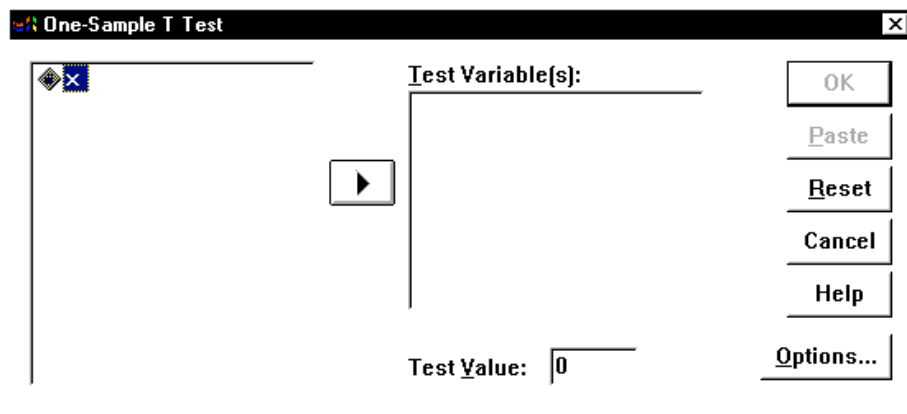 One-Sample T Test
x
Test Variable(s):
OK
Paste
Reset
Cancel
Help
Test Value: 0
Options...